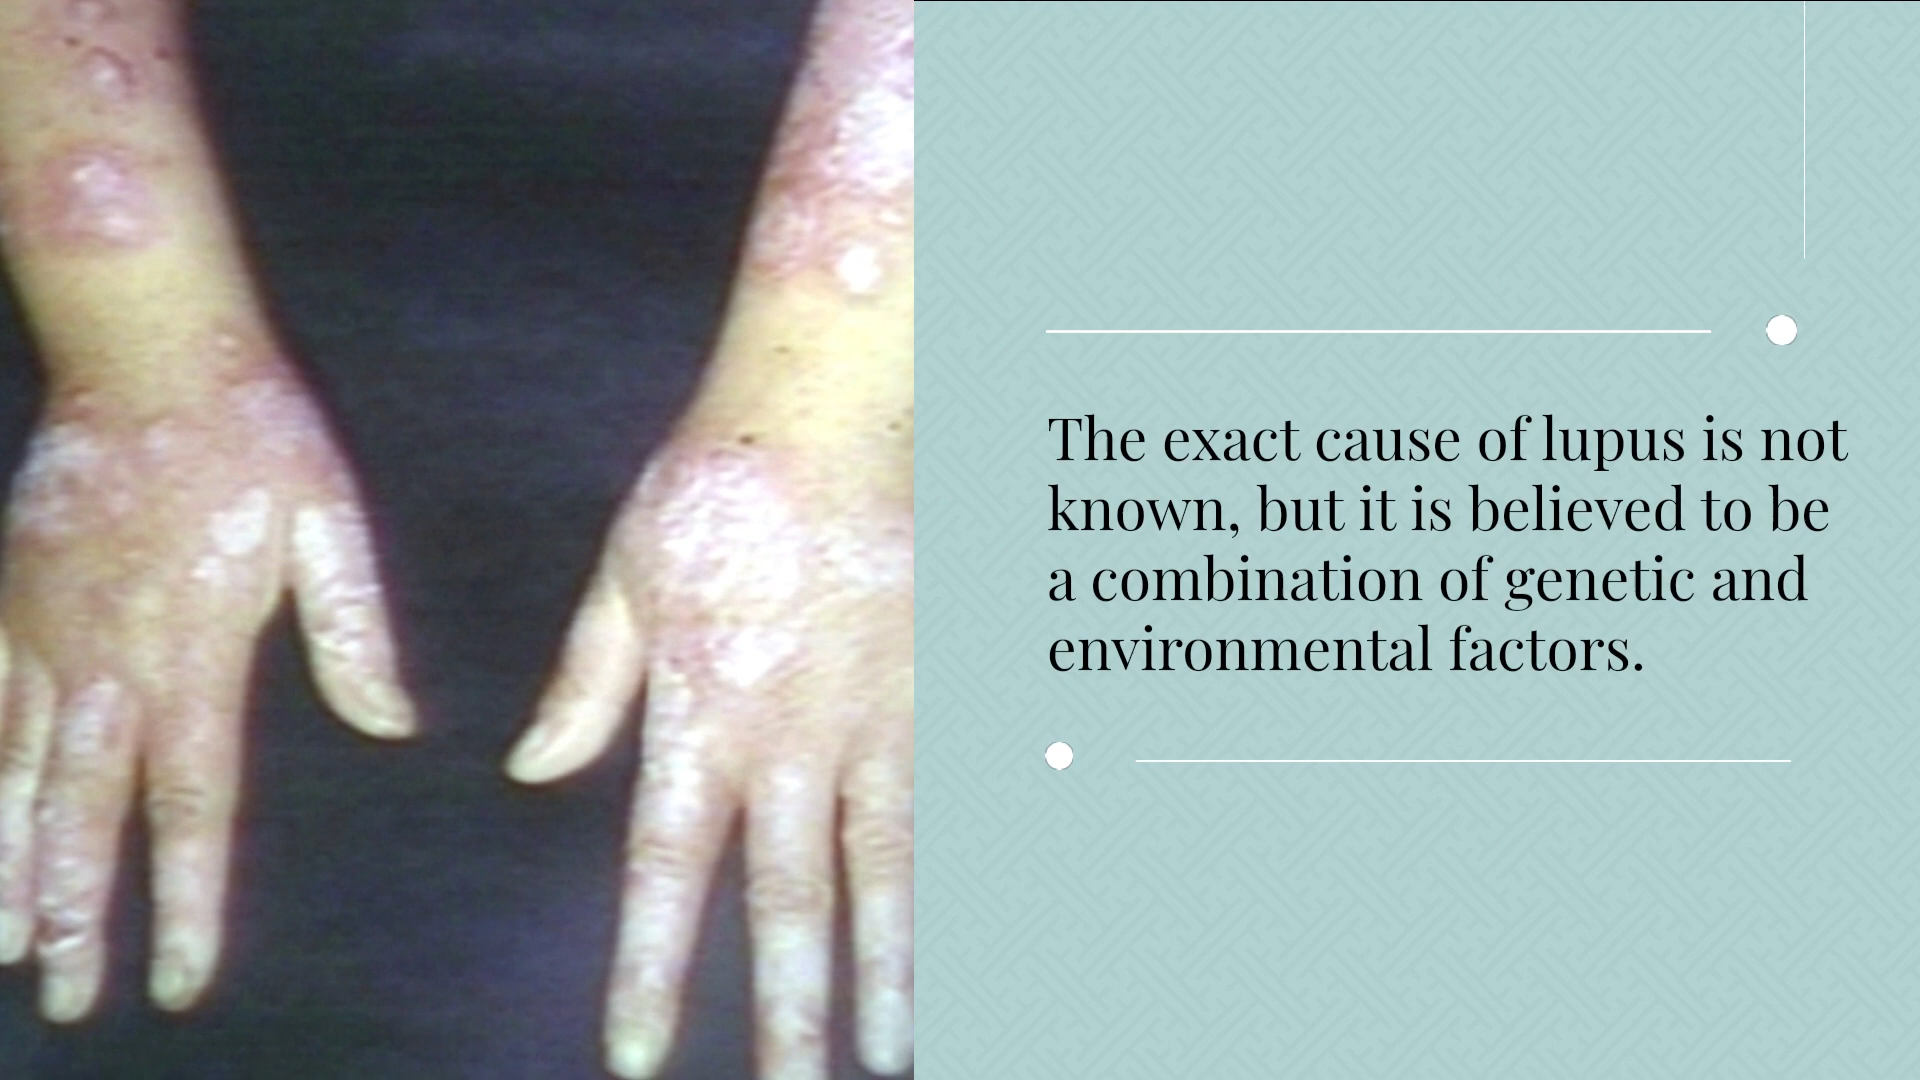 The exact cause of lupus is not
known, but it is believed to be
a combination of genetic and
environmental factors.